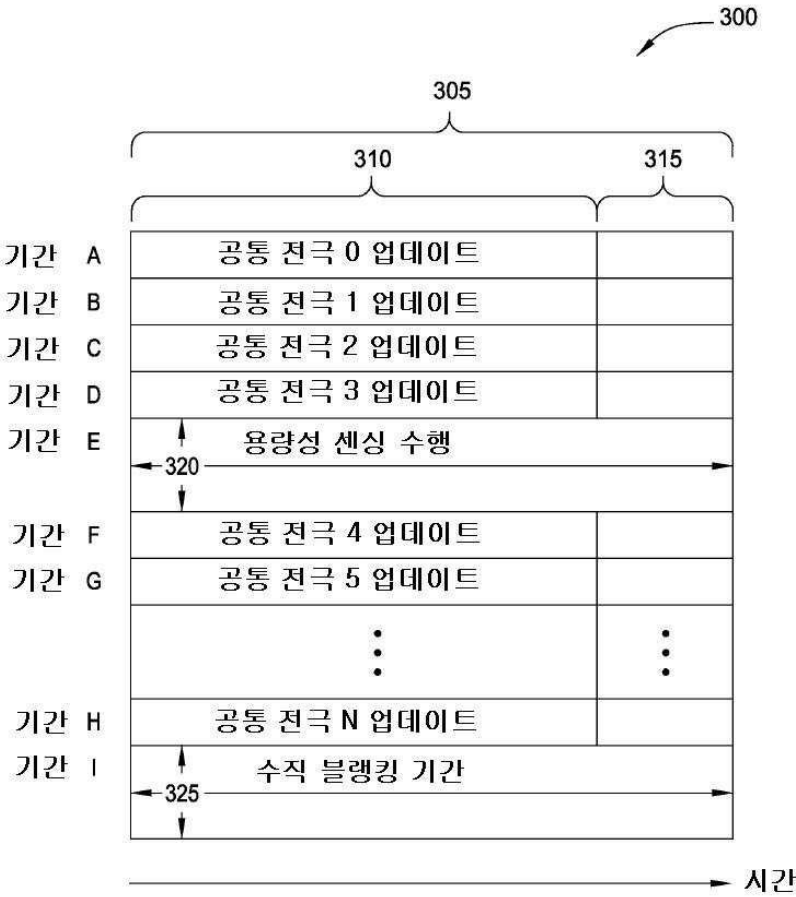 300
305
310 315
기간 A 공통 전극 0 업데이트
기간 B 공통 전극 1 업데이트
기간 C 공통 전극 2 업데이트
기간 D 공통 전극 3 업데이트
기간 E 용량성 센싱 수행
320
기간 F 공통 전극 4 업데이트
기간 G 공통 전극 5 업데이트
기간 H 공통 전극 N 업데이트
기간 I 수직 블랭킹 기간
325
시간